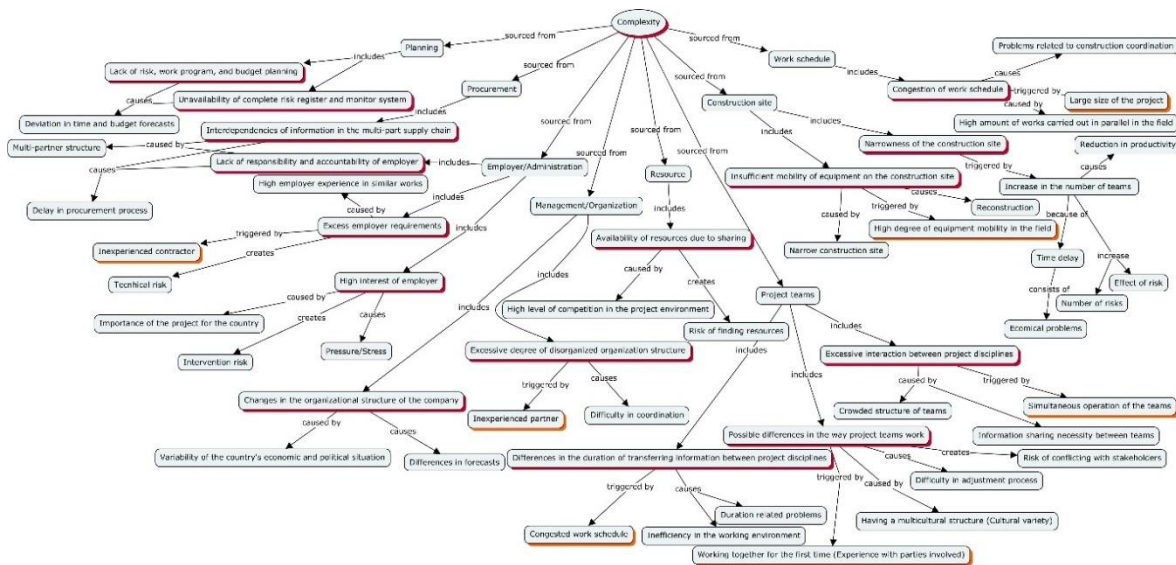 Complexity
Planning
sourced from
sourced from
Work schedule
Problems related to construction coordination
includes
sourced from
includes
causes
Lack of risk, work program, and budget planning
sourced from
Procurement
sourced from
Congestion of work schedule
triggered by
causes
Unavailability of complete risk register and monitor system
Construction site
caused by
Large size of the project
includes
Deviation in time and budget forecasts
includes
High amount of works carried out in parallel in the field
Interdependencies of information in the multi-part supply chain
sourced from
includes
Narrowness of the construction site
Reduction in productivity
Multi-partner structure
caused by
sourced from
sourced from
triggered by
causes
Lack of responsibility and accountability of employer
includes
Employer/Administration
Resource
Insufficient mobility of equipment on the construction site
Increase in the number of teams
causes
High employer experience in similar works
sourced from
causes
Reconstruction
includes
Management/Organization
includes
triggered by
Delay in procurement process
caused by
caused by
because of
Excess employer requirements
High degree of equipment mobility in the field
triggered by
includes
Availability of resources due to sharing
Inexperienced contractor
creates
Narrow construction site
Time delay
increase
includes
caused by
Tecnhical risk
High interest of employer
creates
Project teams
consists of
Effect of risk
caused by
includes
Number of risks
Importance of the project for the country
creates
causes
High level of competition in the project environment
includes
Ecomical problems
Risk of finding resources
Intervention risk
Pressure/Stress
includes
Excessive degree of disorganized organization structure
includes
Excessive interaction between project disciplines
triggered by
causes
caused by
triggered by
Changes in the organizational structure of the company
Crowded structure of teams
Simultaneous operation of the teams
Inexperienced partner
Difficulty in coordination
caused by
causes
Possible differences in the way project teams work
Information sharing necessity between teams
Variability of the country's economic and political situation
Differences in forecasts
Differences in the duration of transferring information between project disciplines
creates
Risk of conflicting with stakeholders
causes
triggered by
caused by
Difficulty in adjustment process
triggered by
causes
Duration related problems
Having a multicultural structure (Cultural variety)
Congested work schedule
Inefficiency in the working environment
Working together for the first time (Experience with parties involved)